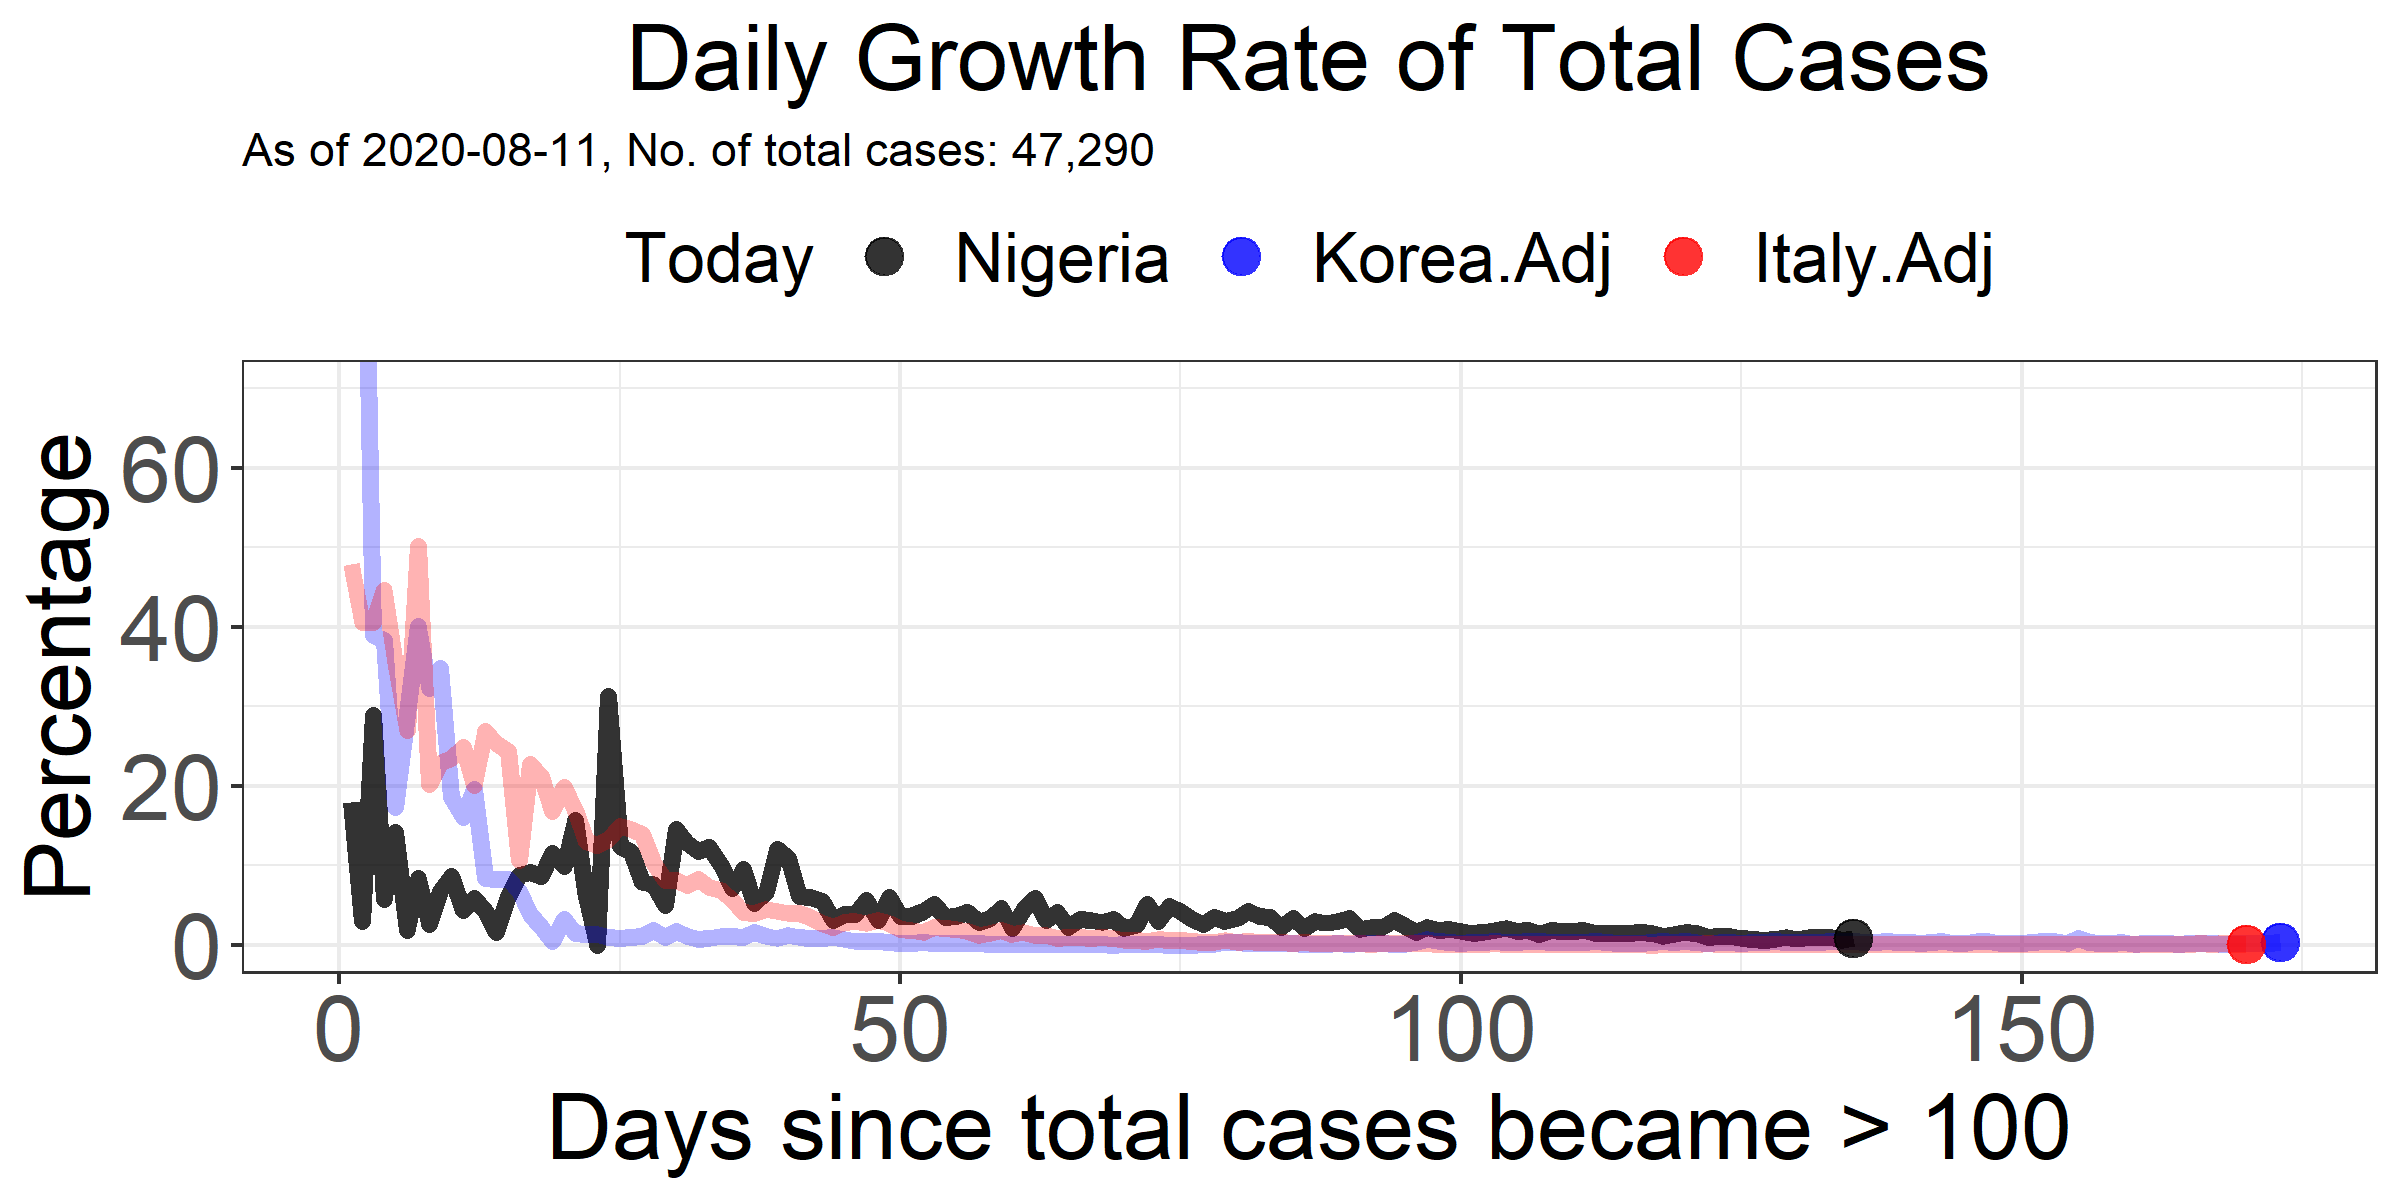 Daily Growth Rate of Total Cases
As of 2020-08-11, No. of total cases: 47,290
Today Nigeria Korea.Adj Italy.Adj
Percentage
60
40
20
0
0 50 100 150
Days since total cases became > 100